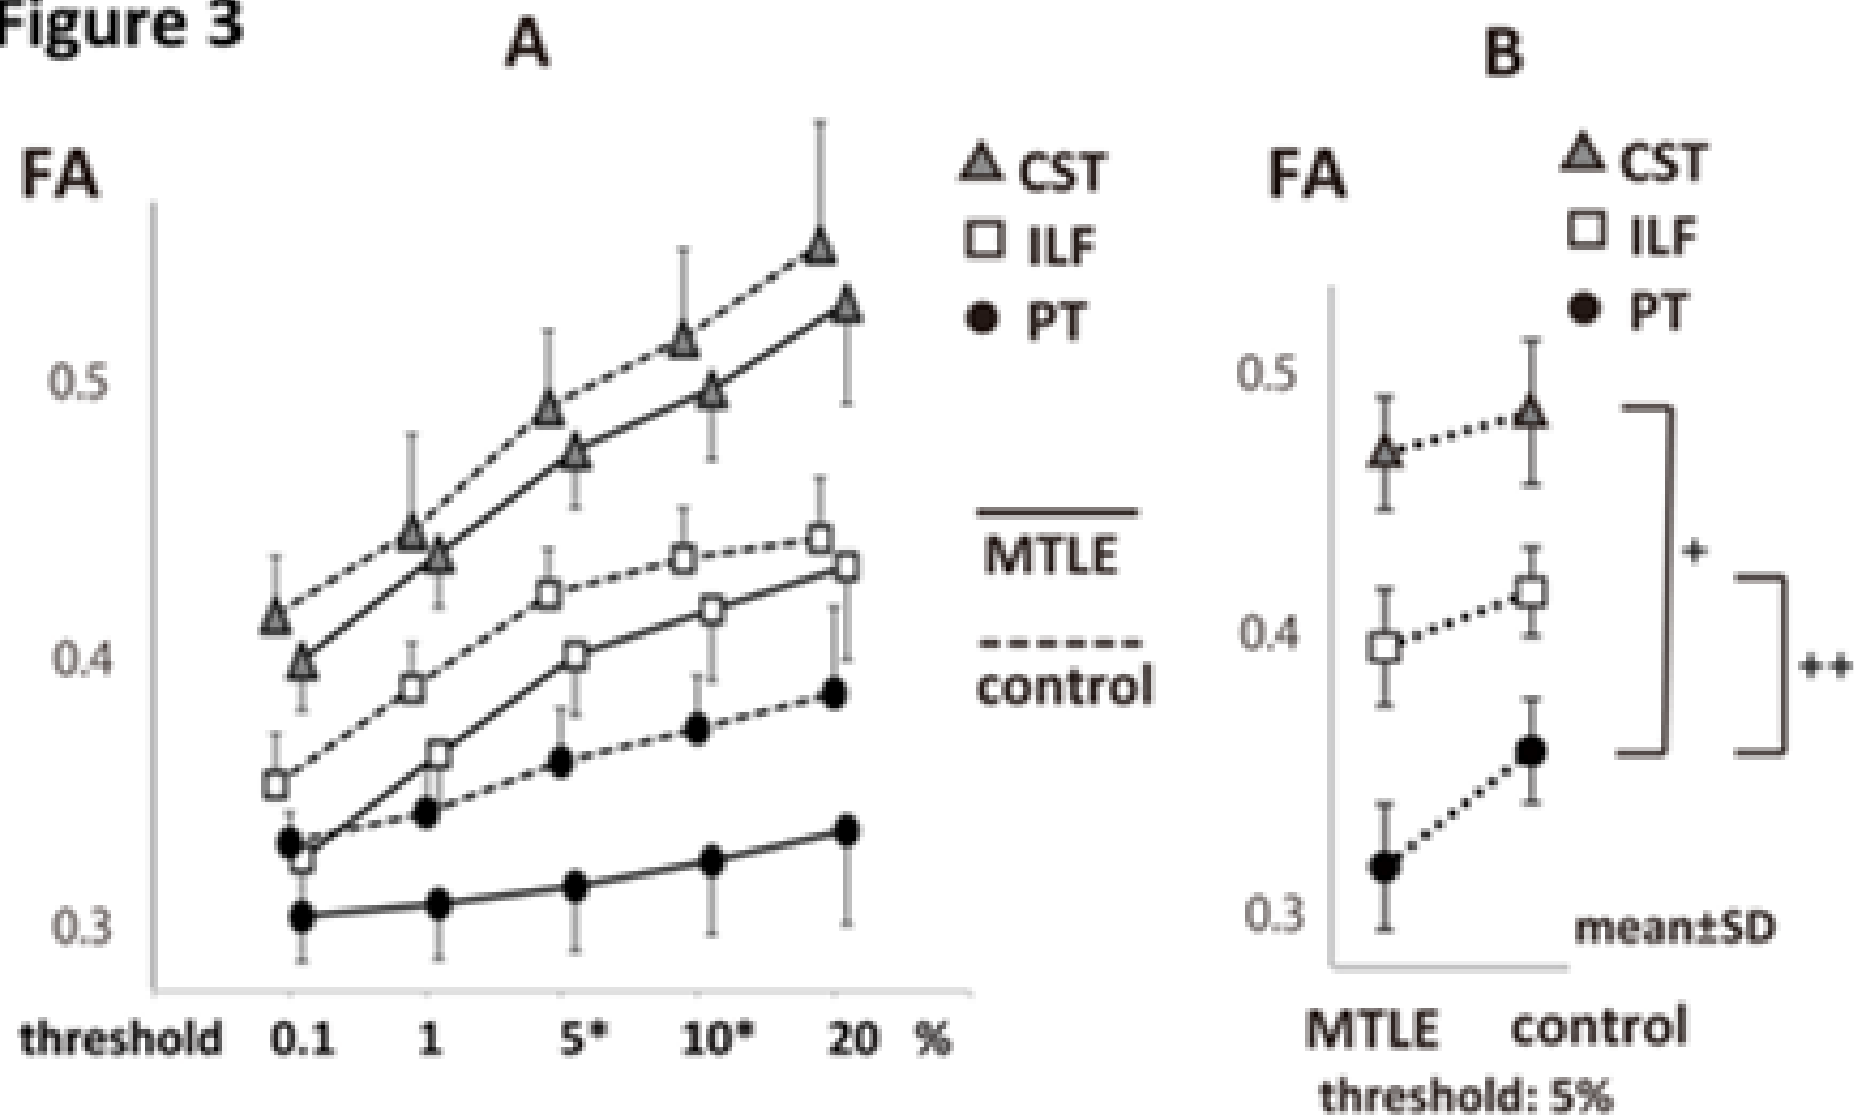 Figure 3
A
FA
CST
ILF
PT
0.5
0.4
0.3
MTLE
control
threshold 0.1 1 5* 10* 20 %
B
FA
CST
ILF
PT
0.5
0.4
0.3
+
++
mean±SD
MTLE control
threshold: 5%